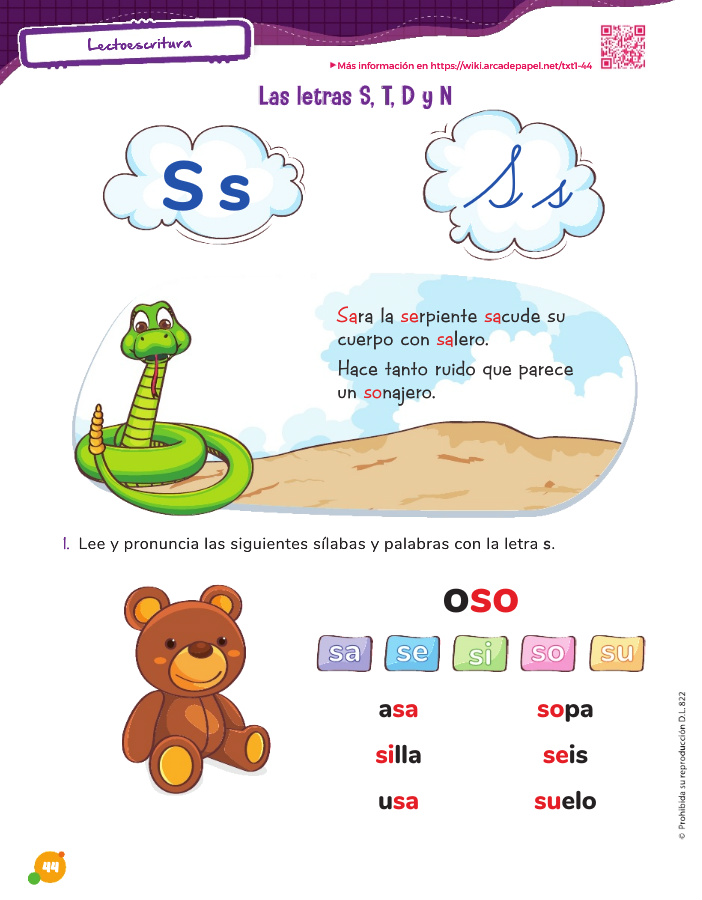 Lectoescritura
▶Más información en https://wiki.arcadepapel.net/txt1-44
Las letras S, T, D y N
S s
S s
Sara la serpiente sacude su
cuerpo con salero.
Hace tanto ruido que parece
un sonajero.
1. Lee y pronuncia las siguientes sílabas y palabras con la letra s.
oso
sa se si so su
asa sopa
silla seis
usa suelo
© Prohibida su reproducción D.L.822
44